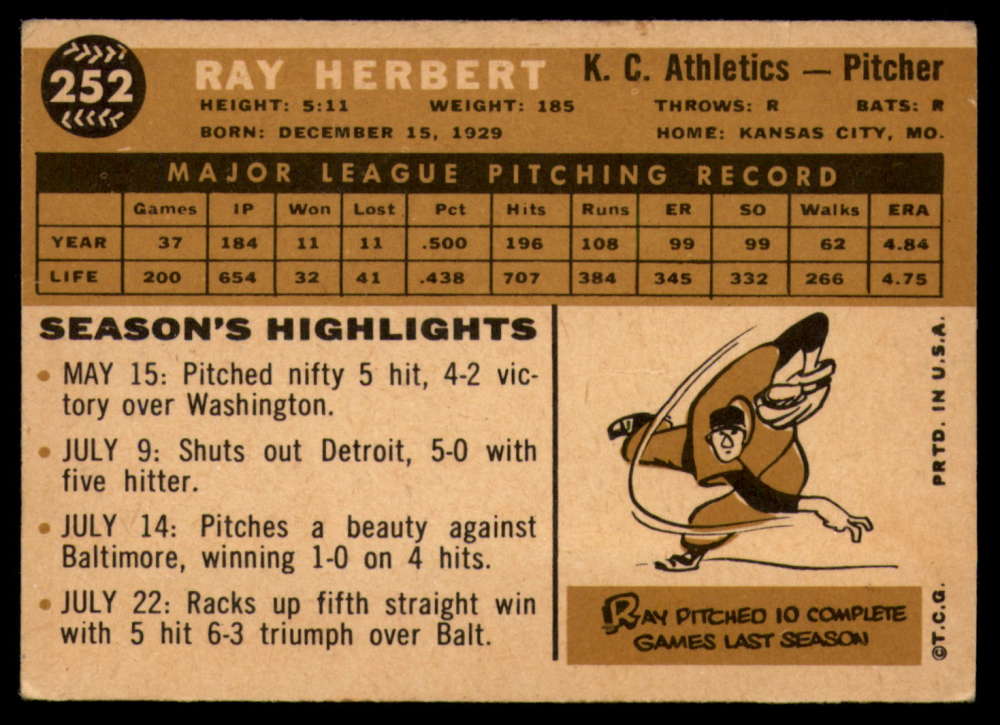 252
RAY HERBERT K. C. Athletics — Pitcher
HEIGHT: 5:11 WEIGHT: 185 THROWS: R BATS: R
BORN: DECEMBER 15, 1929 HOME: KANSAS CITY, MO.
MAJOR LEAGUE PITCHING RECORD
Games IP Won Lost Pct Hits Runs ER SO Walks ERA
YEAR 37 184 11 11 .500 196 108 99 99 62 4.84
LIFE 200 654 32 41 .438 707 384 345 332 266 4.75
SEASON'S HIGHLIGHTS
• MAY 15: Pitched nifty 5 hit, 4-2 vic-
tory over Washington.
• JULY 9: Shuts out Detroit, 5-0 with
five hitter.
• JULY 14: Pitches a beauty against
Baltimore, winning 1-0 on 4 hits.
• JULY 22: Racks up fifth straight win
with 5 hit 6-3 triumph over Balt.
RAY PITCHED 10 COMPLETE
GAMES LAST SEASON
©T.C.G. PRTD. IN U.S.A.